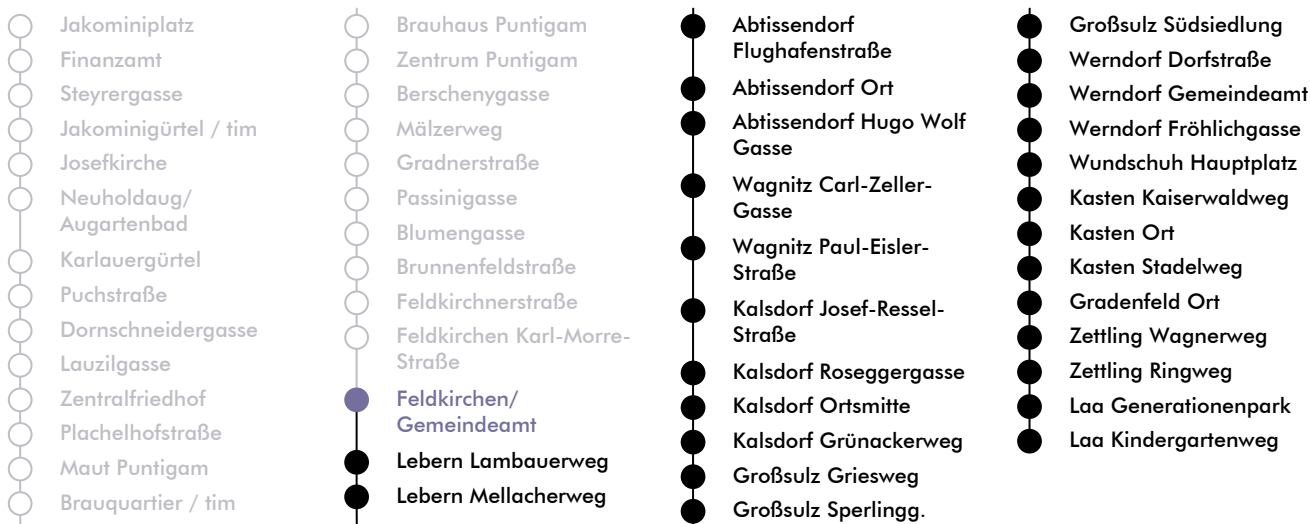 Jakominiplatz
Finanzamt
Steyrergasse
Jakominigürtel / tim
Josefkirche
Neuholdaug/
Augartenbad
Karlauergürtel
Puchstraße
Dornschneidergasse
Lauzilgasse
Zentralfriedhof
Plachelhofstraße
Maut Puntigam
Brauquartier / tim
Brauhaus Puntigam
Zentrum Puntigam
Berschenygasse
Mälzerweg
Gradnerstraße
Passinigasse
Blumengasse
Brunnenfeldstraße
Feldkirchnerstraße
Feldkirchen Karl-Morre-
Straße
Feldkirchen/
Gemeindeamt
Lebern Lambauerweg
Lebern Mellacherweg
Abtissendorf
Flughafenstraße
Abtissendorf Ort
Abtissendorf Hugo Wolf
Gasse
Wagnitz Carl-Zeller-
Gasse
Wagnitz Paul-Eisler-
Straße
Kalsdorf Josef-Ressel-
Straße
Kalsdorf Roseggergasse
Kalsdorf Ortsmitte
Kalsdorf Grünackerweg
Großsulz Griesweg
Großsulz Sperlingg.
Großsulz Südsiedlung
Werndorf Dorfstraße
Werndorf Gemeindeamt
Werndorf Fröhlichgasse
Wundschuh Hauptplatz
Kasten Kaiserwaldweg
Kasten Ort
Kasten Stadelweg
Gradenfeld Ort
Zettling Wagnerweg
Zettling Ringweg
Laa Generationenpark
Laa Kindergartenweg